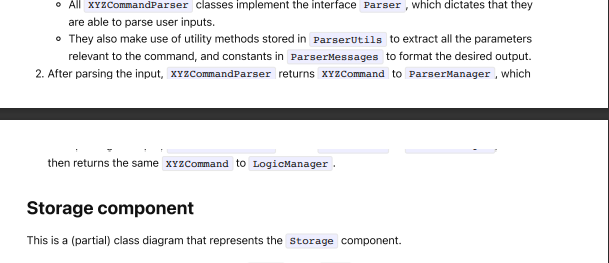 All XYZCommandParser classes implement the interface Parser, which dictates that they
are able to parse user inputs.
They also make use of utility methods stored in ParserUtils to extract all the parameters
relevant to the command, and constants in ParserMessages to format the desired output.
2. After parsing the input, XYZCommandParser returns XYZCommand to ParserManager, which
then returns the same XYZCommand to LogicManager.
Storage component
This is a (partial) class diagram that represents the Storage component.